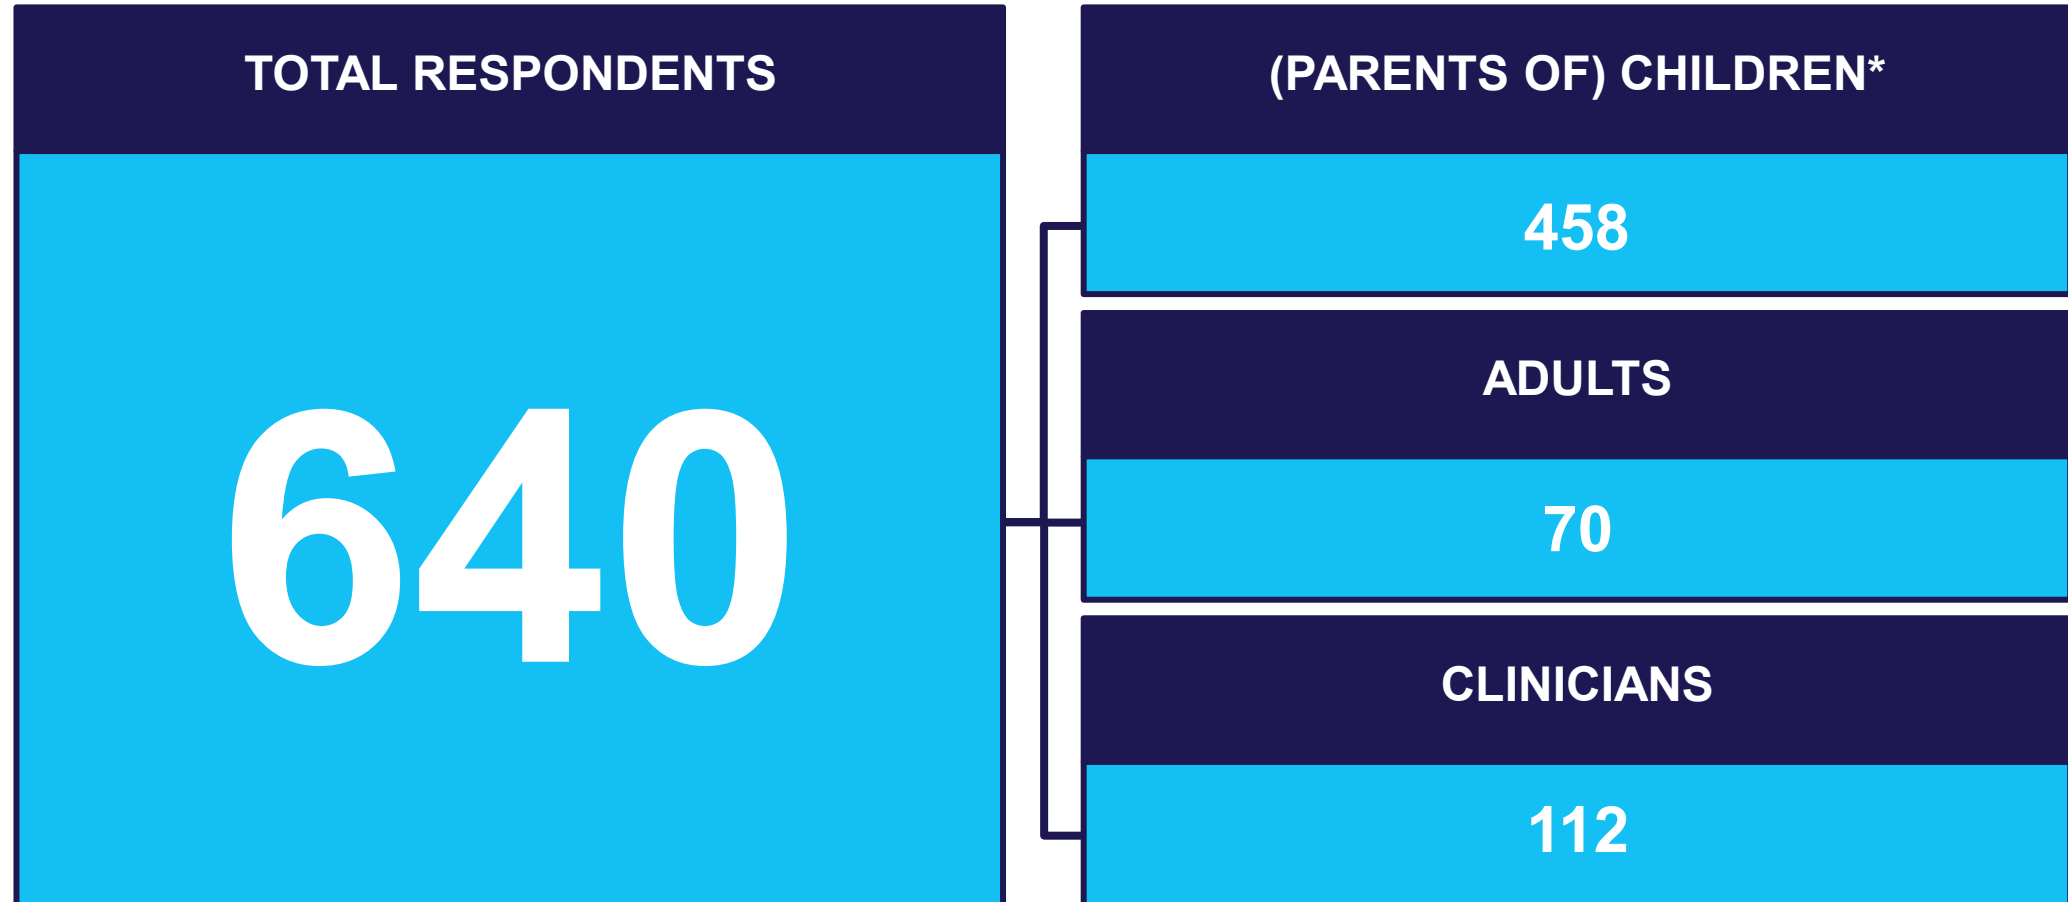 TOTAL RESPONDENTS
640
(PARENTS OF) CHILDREN*
458
ADULTS
70
CLINICIANS
112